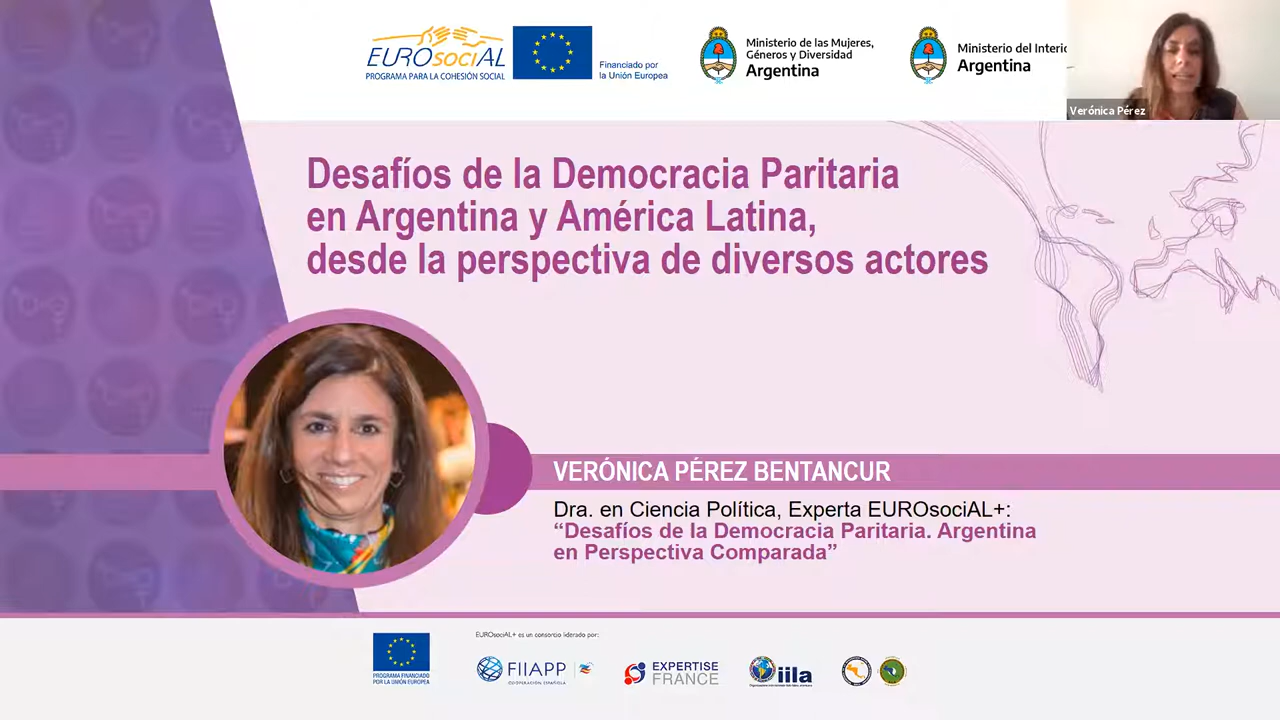 EUROsociAL
PROGRAMA PARA LA COHESIÓN SOCIAL
Financiado por
la Unión Europea
Ministerio de las Mujeres,
Géneros y Diversidad
Argentina
Ministerio del Interio
Argentina
Verónica Pérez
Desafíos de la Democracia Paritaria
en Argentina y América Latina,
desde la perspectiva de diversos actores
VERÓNICA PÉREZ BENTANCUR
Dra. en Ciencia Política, Experta EUROsociAL+:
“Desafíos de la Democracia Paritaria. Argentina
en Perspectiva Comparada”
PROGRAMA FINANCIADO
POR LA UNIÓN EUROPEA
EUROsociAL+ es un consorcio liderado por:
FIIAPP
COOPERACIÓN ESPAÑOLA
EXPERTISE
FRANCE
iila